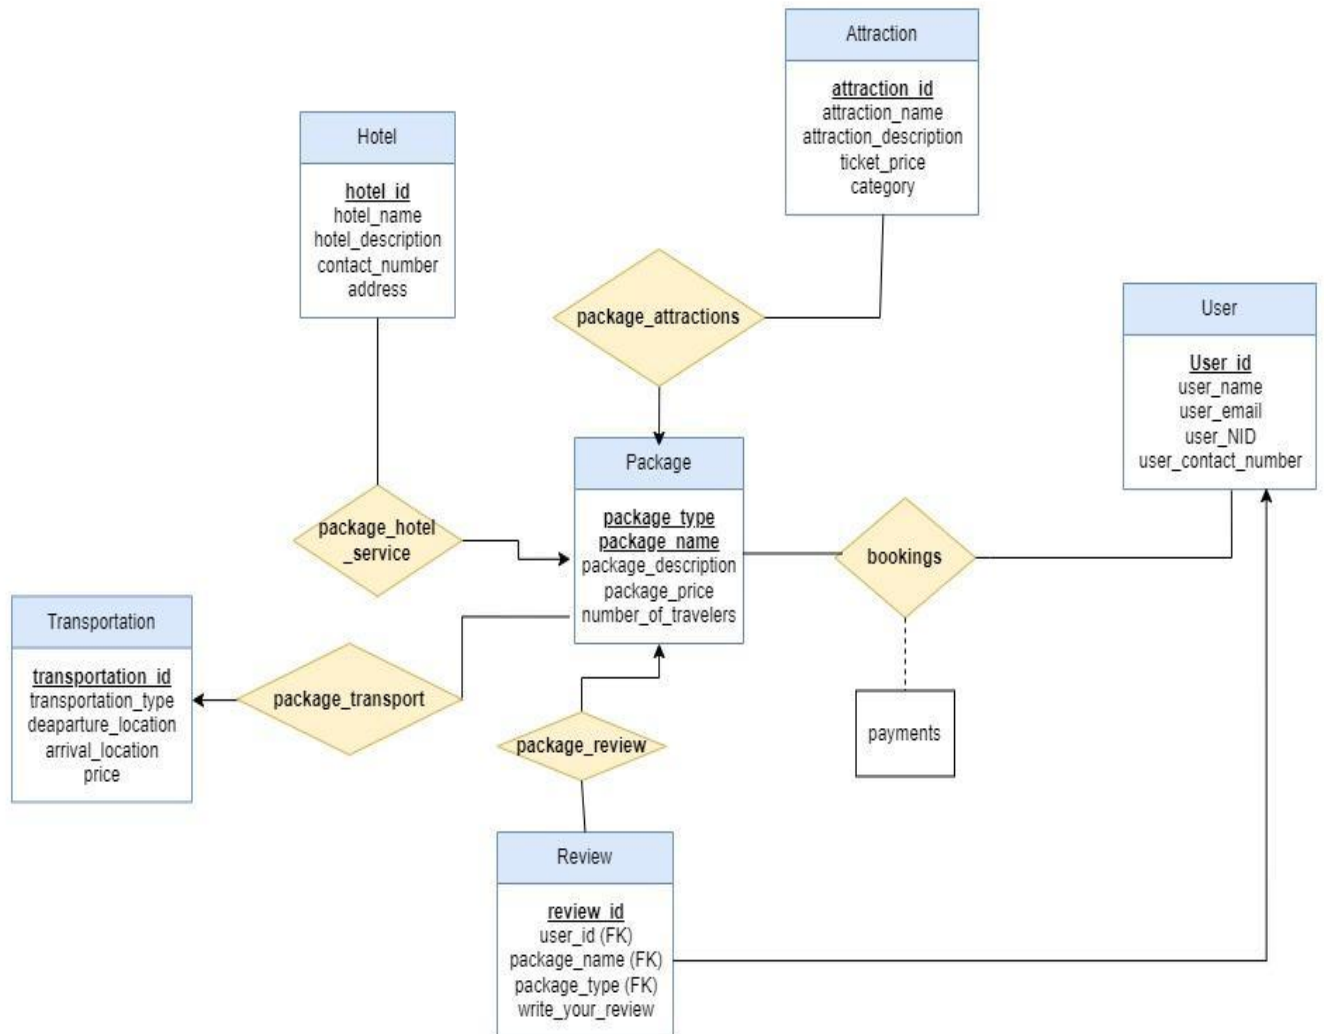 Attraction
attraction_id
attraction_name
attraction_description
ticket_price
category
Hotel
hotel_id
hotel_name
hotel_description
contact_number
address
package_attractions
User
User_id
user_name
user_email
user_NID
user_contact_number
Package
package_type
package_name
package_description
package_price
number_of_travelers
package_hotel
_service
bookings
Transportation
transportation_id
transportation_type
deaparture_location
arrival_location
price
package_transport
package_review
payments
Review
review_id
user_id (FK)
package_name (FK)
package_type (FK)
write_your_review